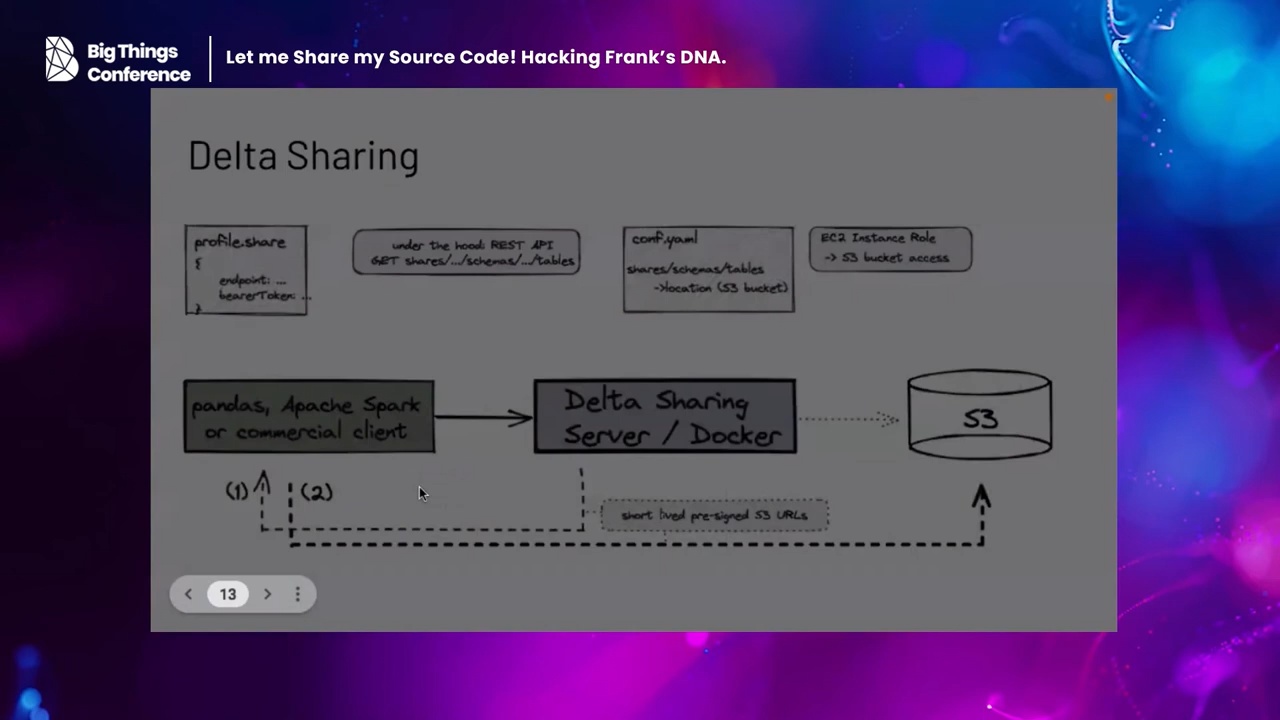 Big Things
Conference
Let me Share my Source Code! Hacking Frank's DNA.
Delta Sharing
profile.share
{
endpoint: ...
bearerToken: ...
}
under the hood: REST API
GET shares/.../schemas/.../tables
conf.yaml
shares/schemas/tables
->location (S3 bucket)
EC2 Instance Role
-> S3 bucket access
pandas, Apache Spark
or commercial client
Delta Sharing
Server / Docker
S3
(1)
(2)
short lived pre-signed S3 URLs
13